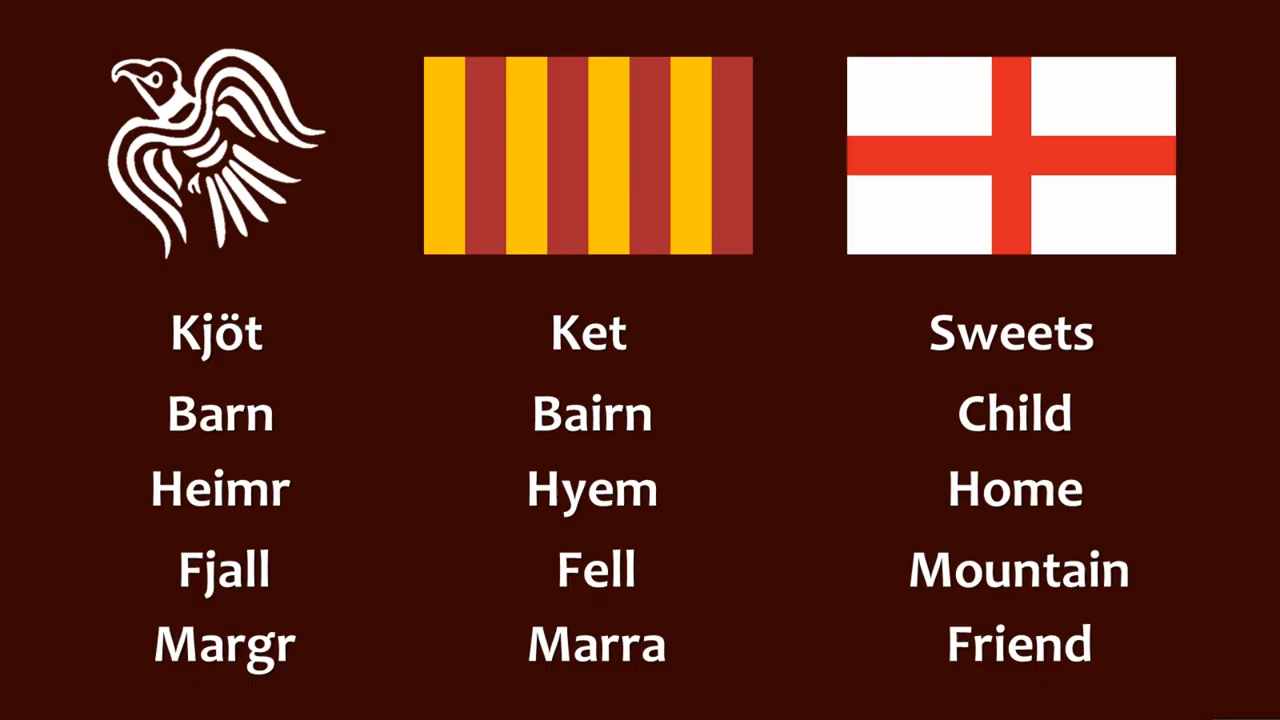 Kjöt Ket Sweets
Barn Bairn Child
Heimr Hyem Home
Fjall Fell Mountain
Margr Marra Friend